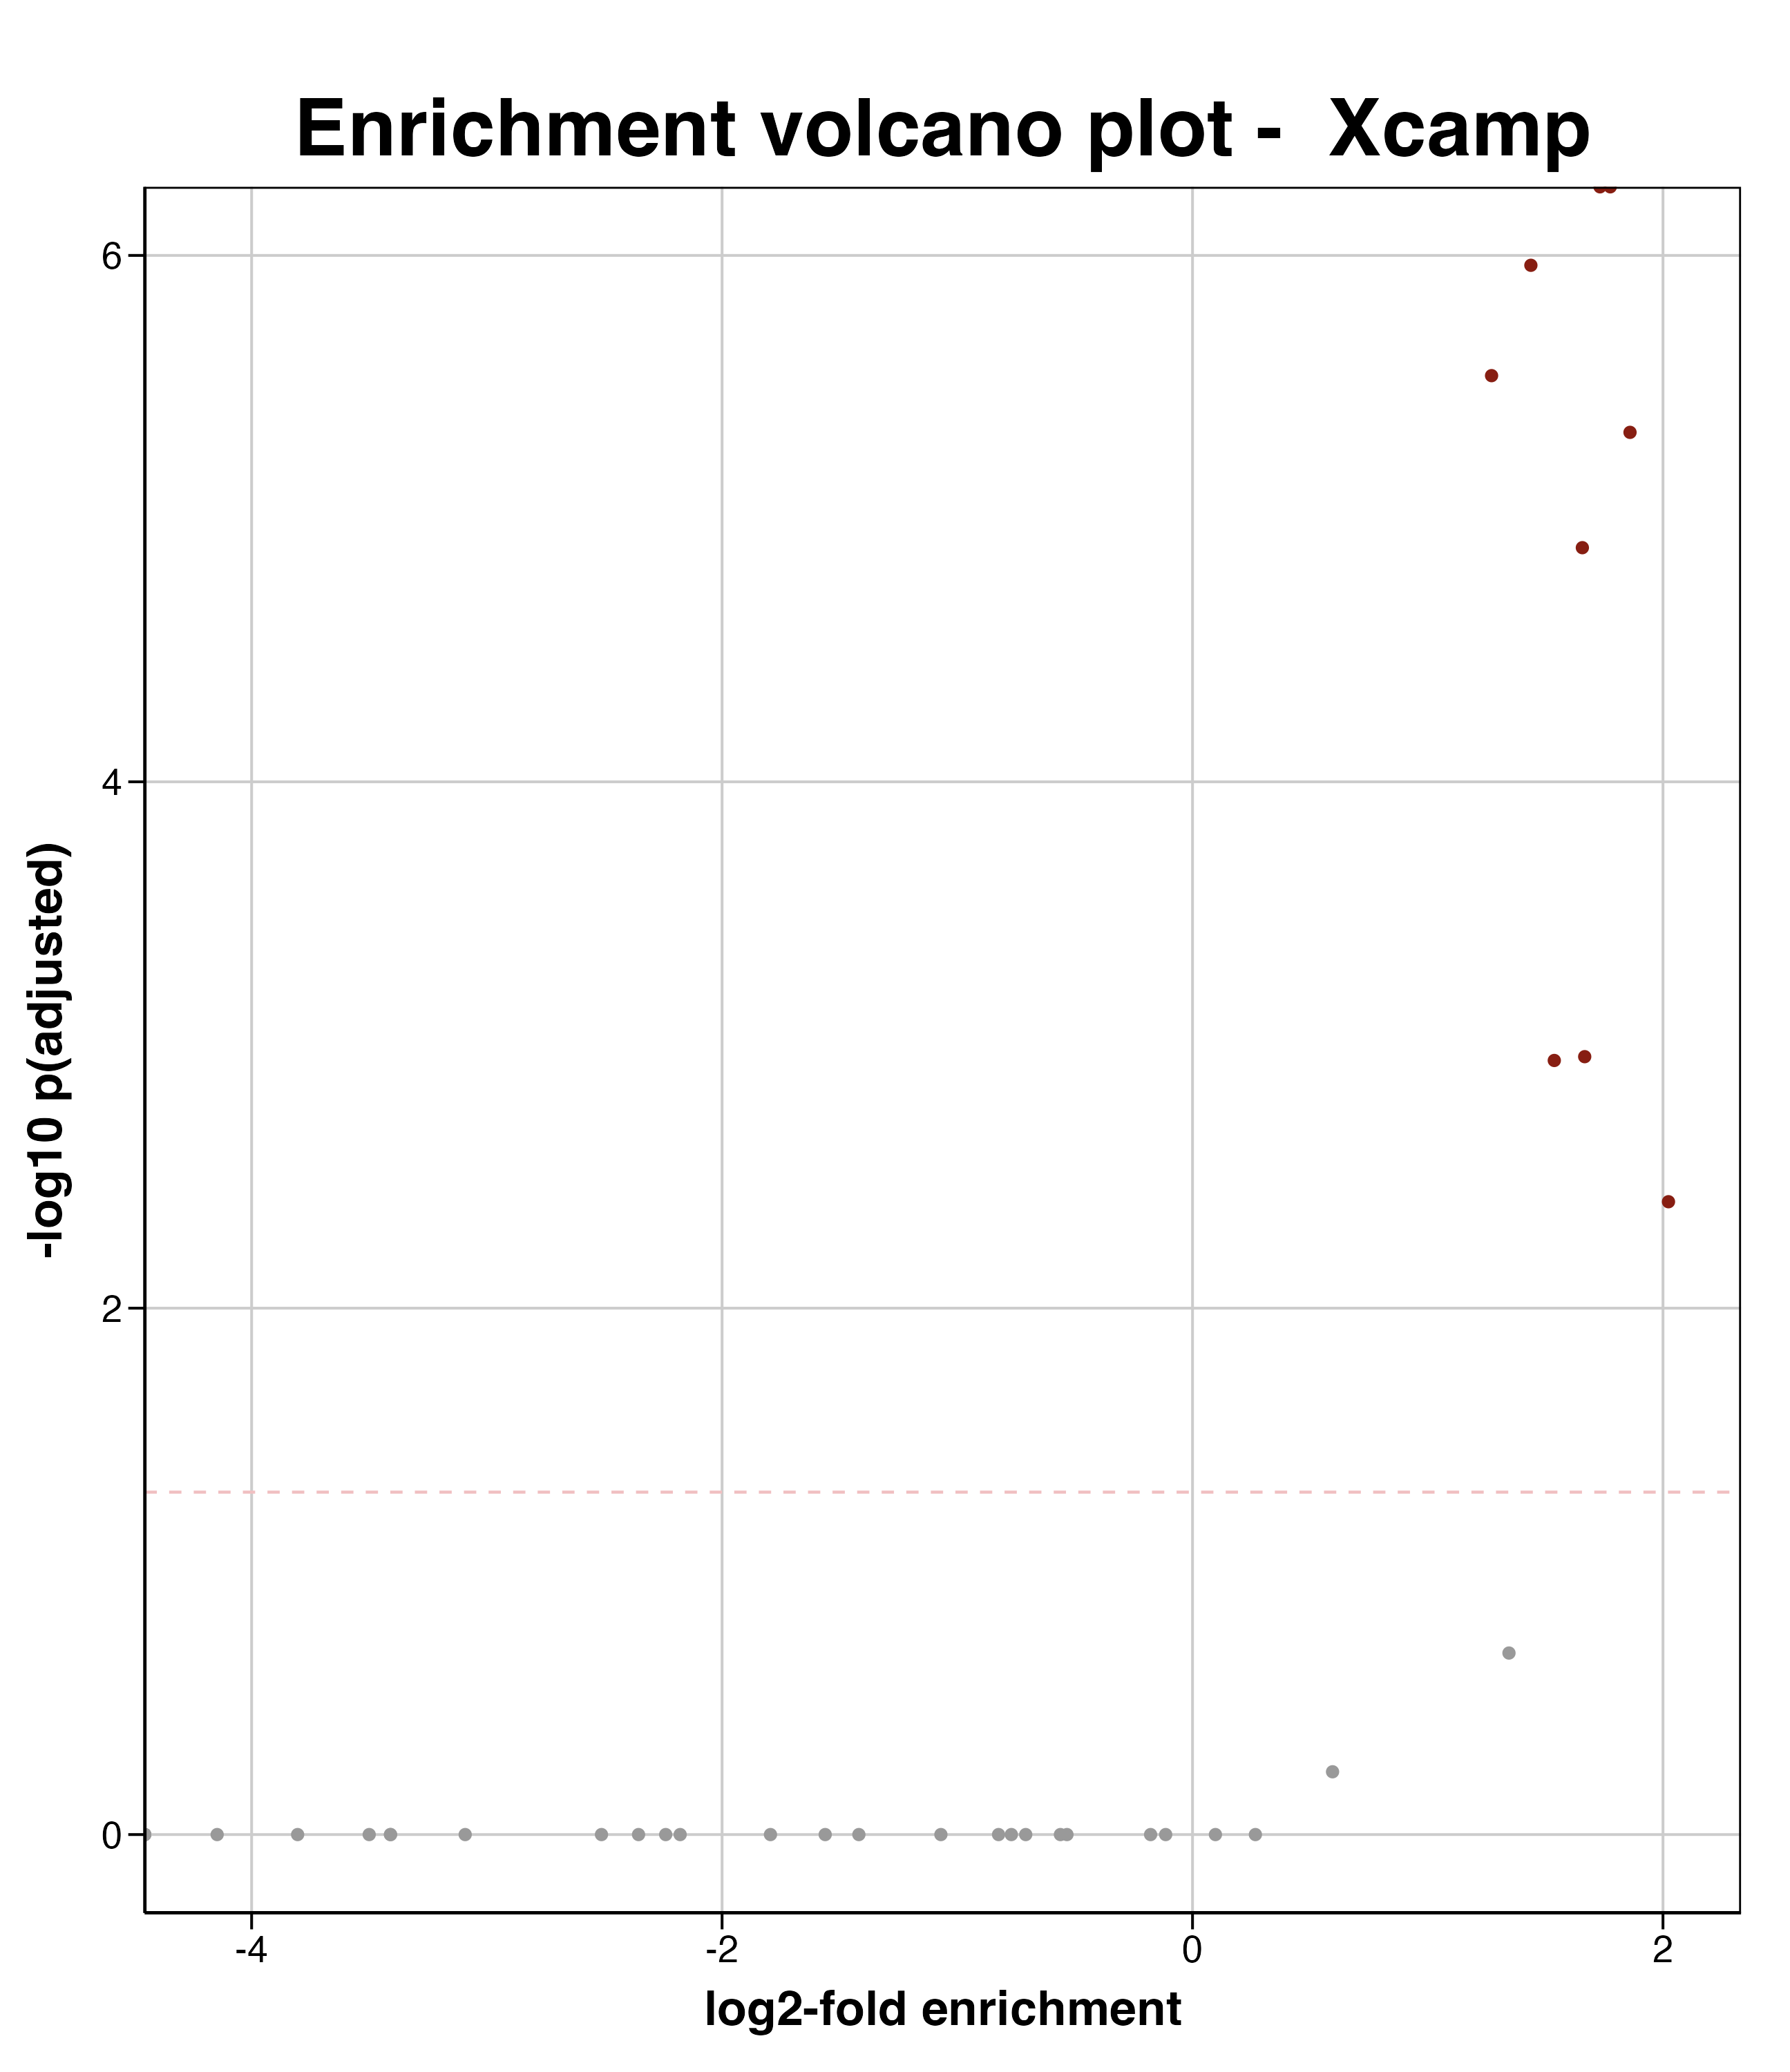 Enrichment volcano plot -  Xcamp
6
4
2
0
-log10 p(adjusted)
-4 -2 0 2
log2-fold enrichment